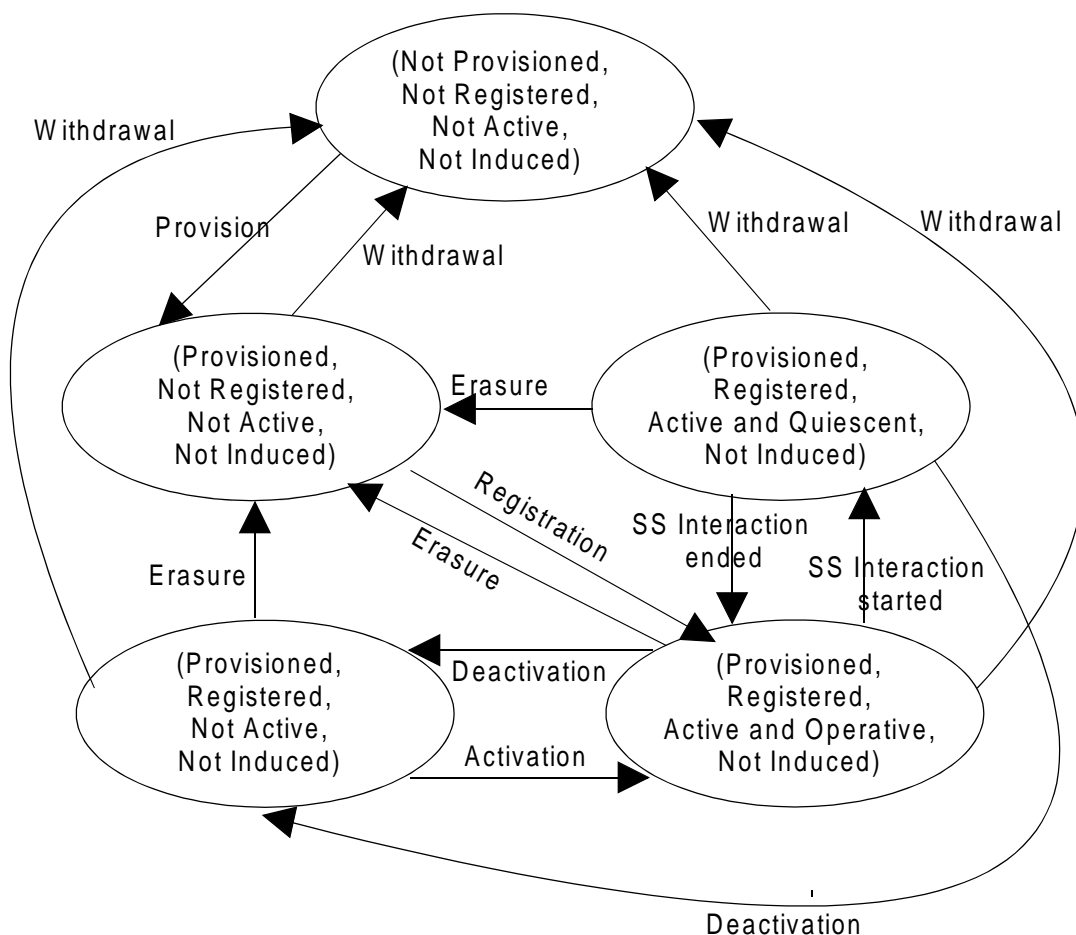 (Not Provisioned,
Not Registered,
Not Active,
Not Induced)
Withdrawal
Provision
Withdrawal
Withdrawal
Withdrawal
(Provisioned,
Not Registered,
Not Active,
Not Induced)
Erasure
(Provisioned,
Registered,
Active and Quiescent,
Not Induced)
Registration
Erasure
SS Interaction
ended
SS Interaction
started
Erasure
(Provisioned,
Registered,
Not Active,
Not Induced)
Deactivation
Activation
(Provisioned,
Registered,
Active and Operative,
Not Induced)
Deactivation